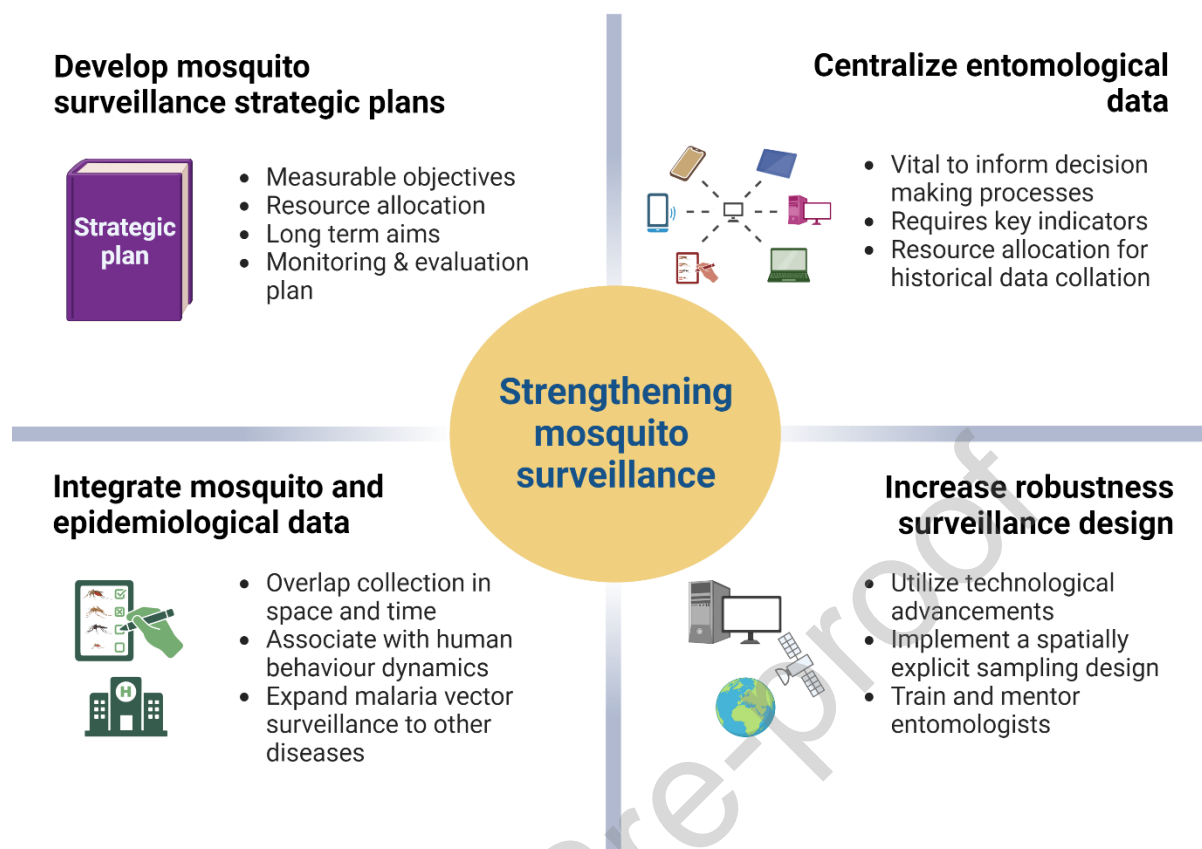 Develop mosquito
surveillance strategic plans
Strategic
plan
• Measurable objectives
• Resource allocation
• Long term aims
• Monitoring & evaluation
plan
Centralize entomological
data
• Vital to inform decision
making processes
• Requires key indicators
• Resource allocation for
historical data collation
Strengthening
mosquito
surveillance
Integrate mosquito and
epidemiological data
• Overlap collection in
space and time
• Associate with human
behaviour dynamics
• Expand malaria vector
surveillance to other
diseases
H
Increase robustness
surveillance design
• Utilize technological
advancements
• Implement a spatially
explicit sampling design
• Train and mentor
entomologists
re-proof